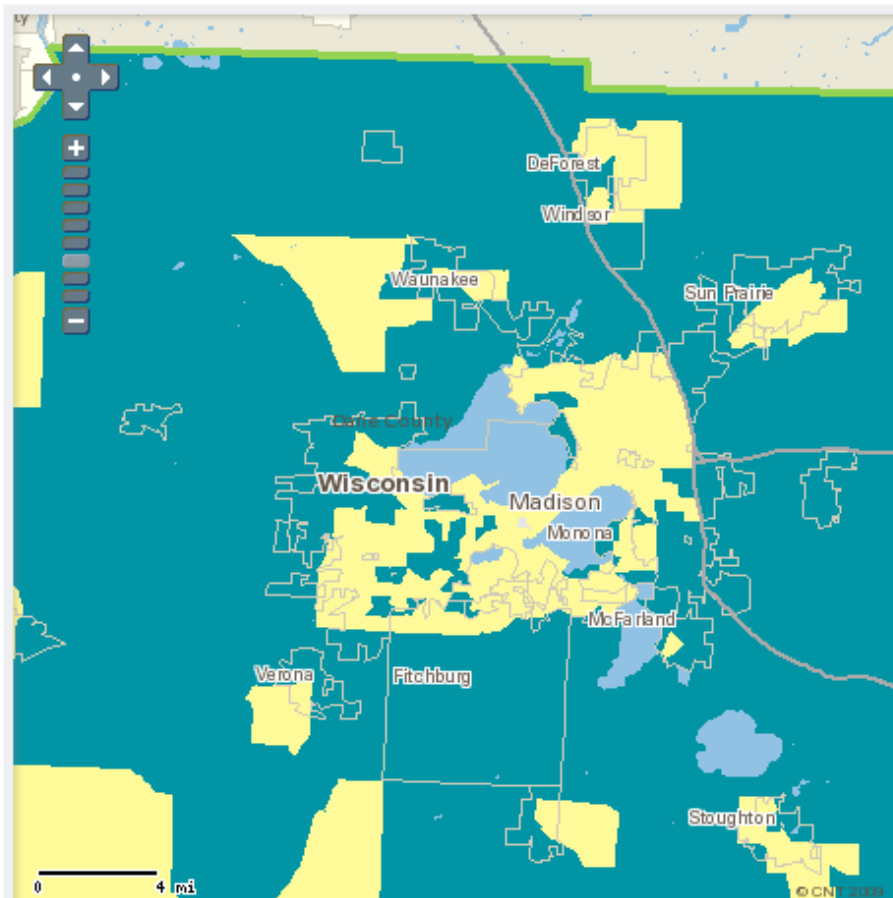 ty
DeForest
Windsor
Waunakee
Sun Prairie
Dane County
Wisconsin
Madison
Monona
McFarland
Verona
Fitchburg
Stoughton
0 4 mi
© CNT 2009